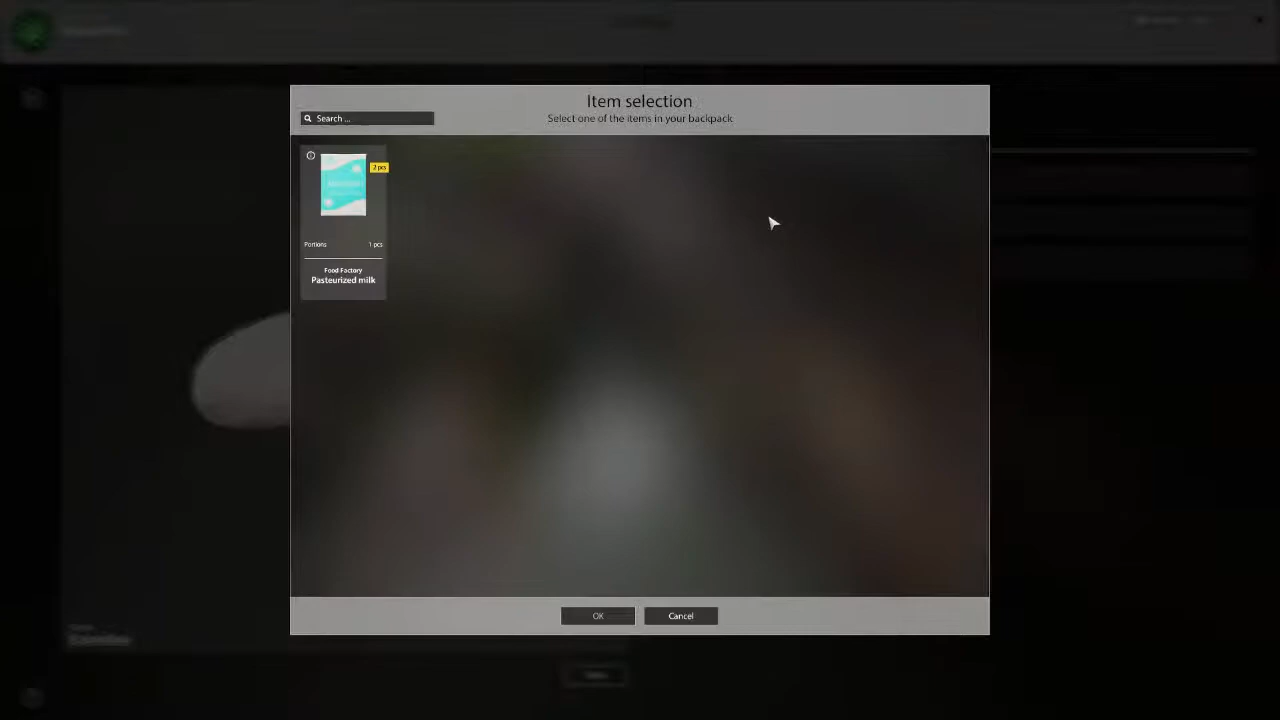 Item selection
Search ...
Select one of the items in your backpack
2 pcs
Portions 1 pcs
Food Factory
Pasteurized milk
OK
Cancel